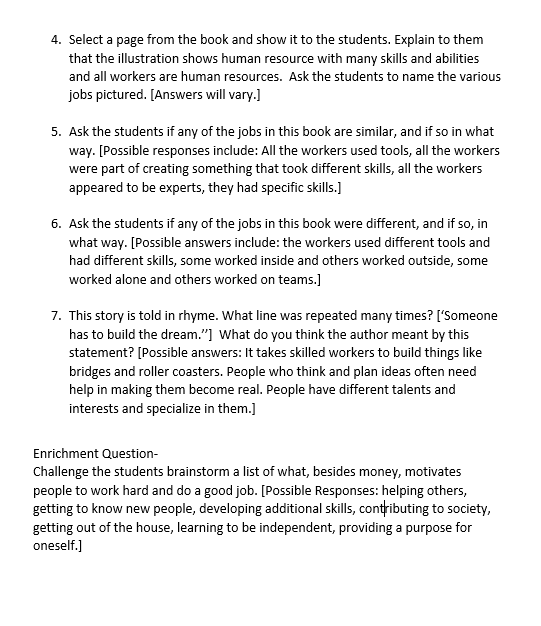 4. Select a page from the book and show it to the students. Explain to them
that the illustration shows human resource with many skills and abilities
and all workers are human resources.  Ask the students to name the various
jobs pictured. [Answers will vary.]
5. Ask the students if any of the jobs in this book are similar, and if so in what
way. [Possible responses include: All the workers used tools, all the workers
were part of creating something that took different skills, all the workers
appeared to be experts, they had specific skills.]
6. Ask the students if any of the jobs in this book were different, and if so, in
what way. [Possible answers include: the workers used different tools and
had different skills, some worked inside and others worked outside, some
worked alone and others worked on teams.]
7. This story is told in rhyme. What line was repeated many times? [‘Someone
has to build the dream.”]  What do you think the author meant by this
statement? [Possible answers: It takes skilled workers to build things like
bridges and roller coasters. People who think and plan ideas often need
help in making them become real. People have different talents and
interests and specialize in them.]
Enrichment Question-
Challenge the students brainstorm a list of what, besides money, motivates
people to work hard and do a good job. [Possible Responses: helping others,
getting to know new people, developing additional skills, contributing to society,
getting out of the house, learning to be independent, providing a purpose for
oneself.]